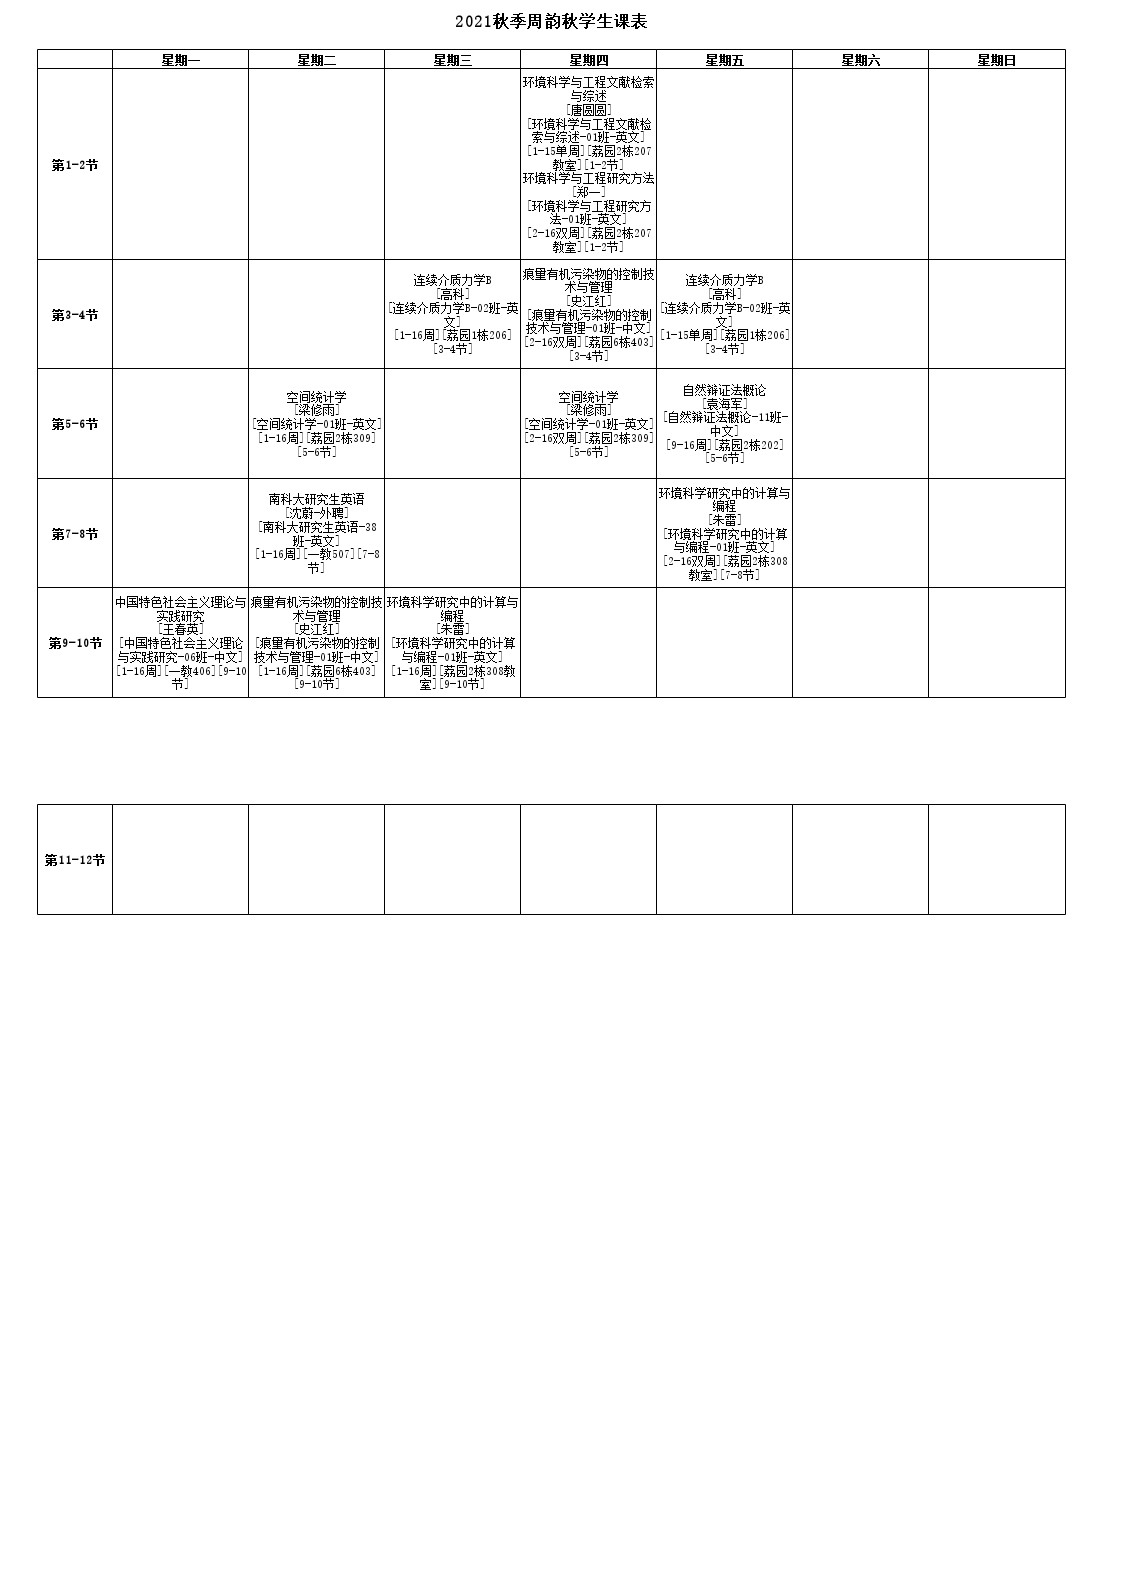 2021秋季周韵秋学生课表
星期一 星期二 星期三 星期四 星期五 星期六 星期日
第1-2节
环境科学与工程文献检索
与综述
[唐圆圆]
[环境科学与工程文献检
索与综述-01班-英文]
[1-15单周][荔园2栋207
教室][1-2节]
环境科学与工程研究方法
[郑一]
[环境科学与工程研究方
法-01班-英文]
[2-16双周][荔园2栋207
教室][1-2节]
第3-4节
连续介质力学B
[高科]
[连续介质力学B-02班-英
文]
[1-16周][荔园1栋206]
[3-4节]
痕量有机污染物的控制技
术与管理
[史江红]
[痕量有机污染物的控制
技术与管理-01班-中文]
[2-16双周][荔园6栋403]
[3-4节]
连续介质力学B
[高科]
[连续介质力学B-02班-英
文]
[1-15单周][荔园1栋206]
[3-4节]
第5-6节
空间统计学
[梁修雨]
[空间统计学-01班-英文]
[1-16周][荔园2栋309]
[5-6节]
空间统计学
[梁修雨]
[空间统计学-01班-英文]
[2-16双周][荔园2栋309]
[5-6节]
自然辩证法概论
[袁海军]
[自然辩证法概论-11班-
中文]
[9-16周][荔园2栋202]
[5-6节]
第7-8节
南科大研究生英语
[沈蔚-外聘]
[南科大研究生英语-38
班-英文]
[1-16周][一教507][7-8
节]
环境科学研究中的计算与
编程
[朱雷]
[环境科学研究中的计算
与编程-01班-英文]
[2-16双周][荔园2栋308
教室][7-8节]
第9-10节
中国特色社会主义理论与
实践研究
[王春英]
[中国特色社会主义理论
与实践研究-06班-中文]
[1-16周][一教406][9-10
节]
痕量有机污染物的控制技
术与管理
[史江红]
[痕量有机污染物的控制
技术与管理-01班-中文]
[1-16周][荔园6栋403]
[9-10节]
环境科学研究中的计算与
编程
[朱雷]
[环境科学研究中的计算
与编程-01班-英文]
[1-16周][荔园2栋308教
室][9-10节]
第11-12节